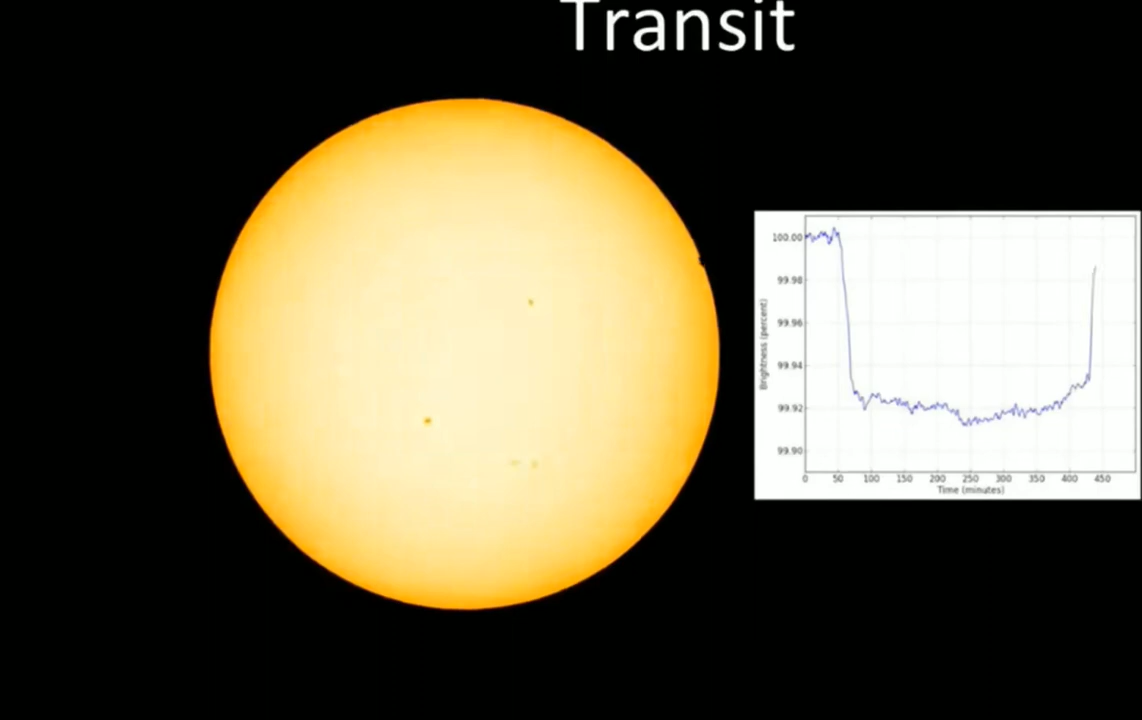 Transit
100.00
99.98
99.96
99.94
99.92
99.90
Brightness (percent)
0 50 100 150 200 250 300 350 400 450
Time (minutes)